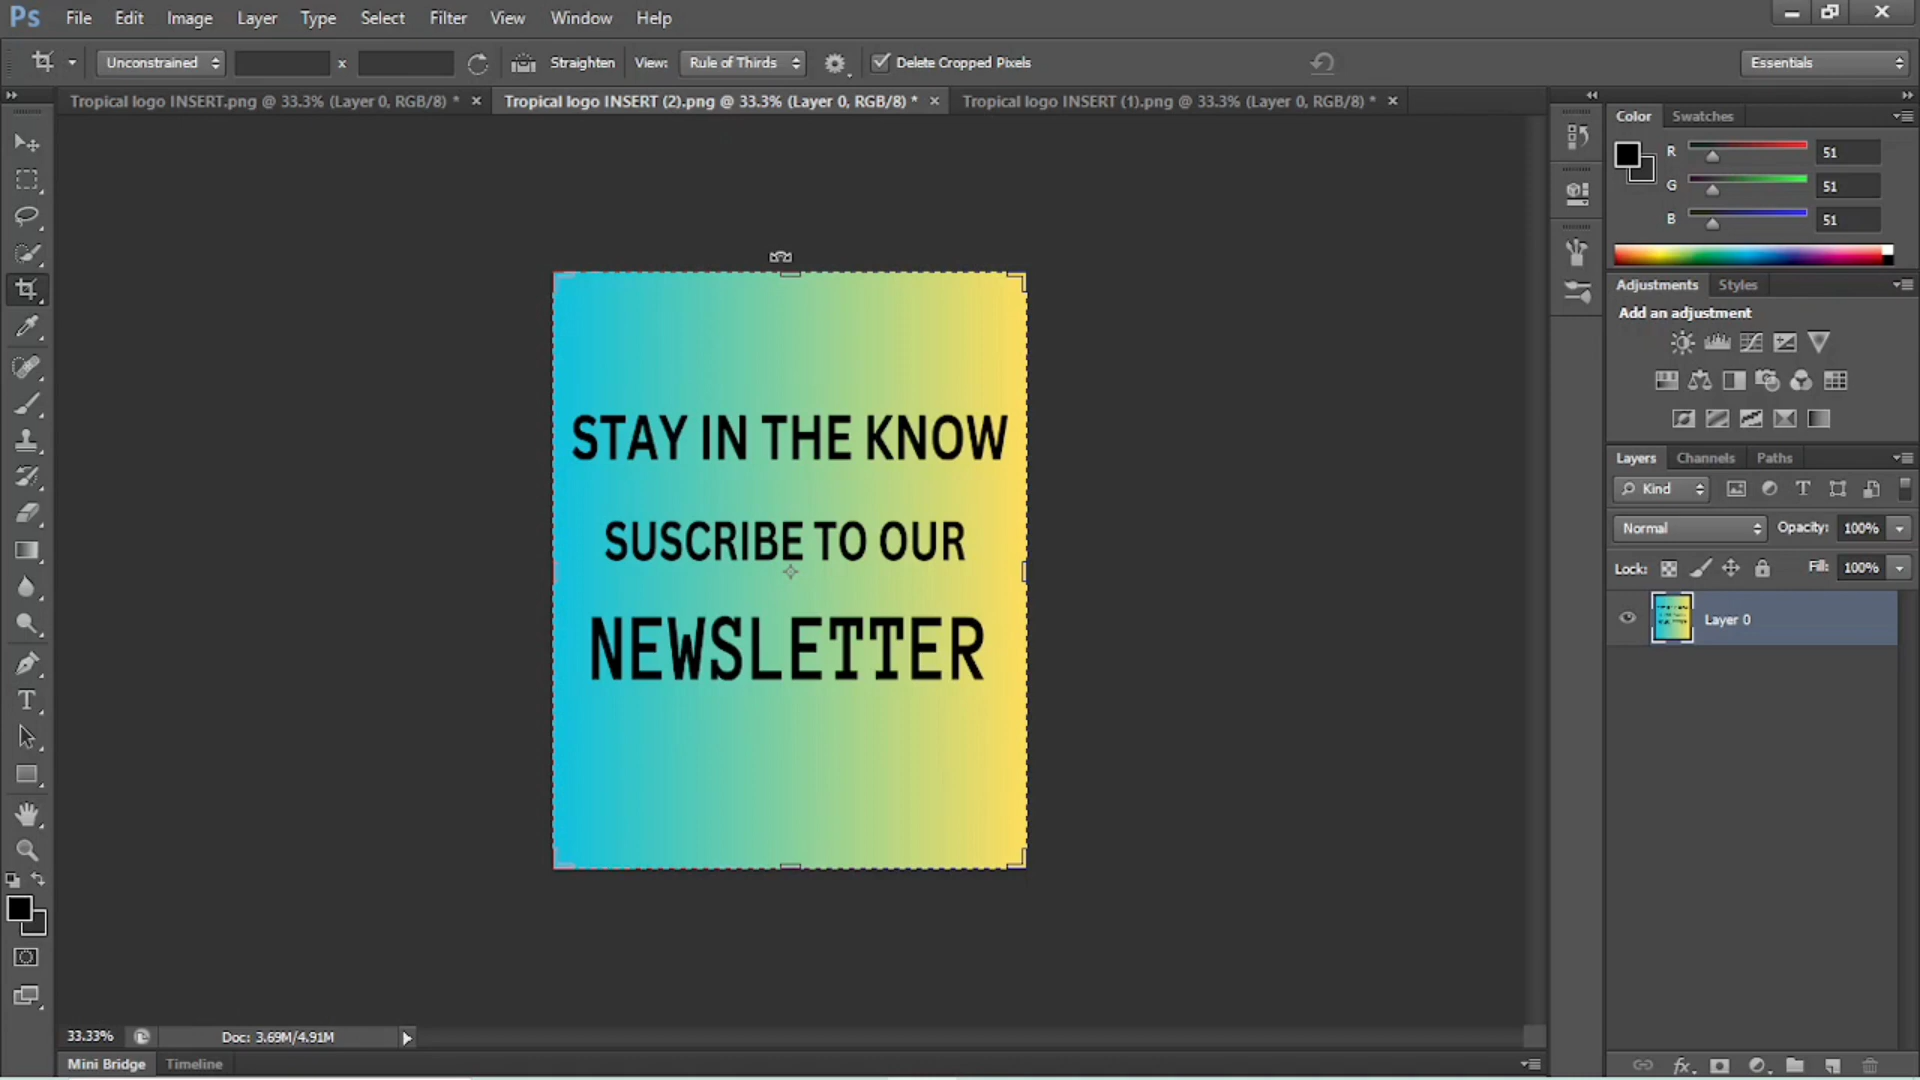 Ps File Edit Image Layer Type Select Filter View Window Help
Unconstrained x Straighten View: Rule of Thirds Delete Cropped Pixels Essentials
Tropical logo INSERT.png @ 33.3% (Layer 0, RGB/8) * × Tropical logo INSERT (2).png @ 33.3% (Layer 0, RGB/8) * × Tropical logo INSERT (1).png @ 33.3% (Layer 0, RGB/8) * ×
Color Swatches
R 51
G 51
B 51
Adjustments Styles
Add an adjustment
STAY IN THE KNOW
SUSCRIBE TO OUR
NEWSLETTER
Layers Channels Paths
Kind
Normal Opacity: 100%
Lock: Fill: 100%
Layer 0
33.33% Doc: 3.69M/4.91M
Mini Bridge Timeline